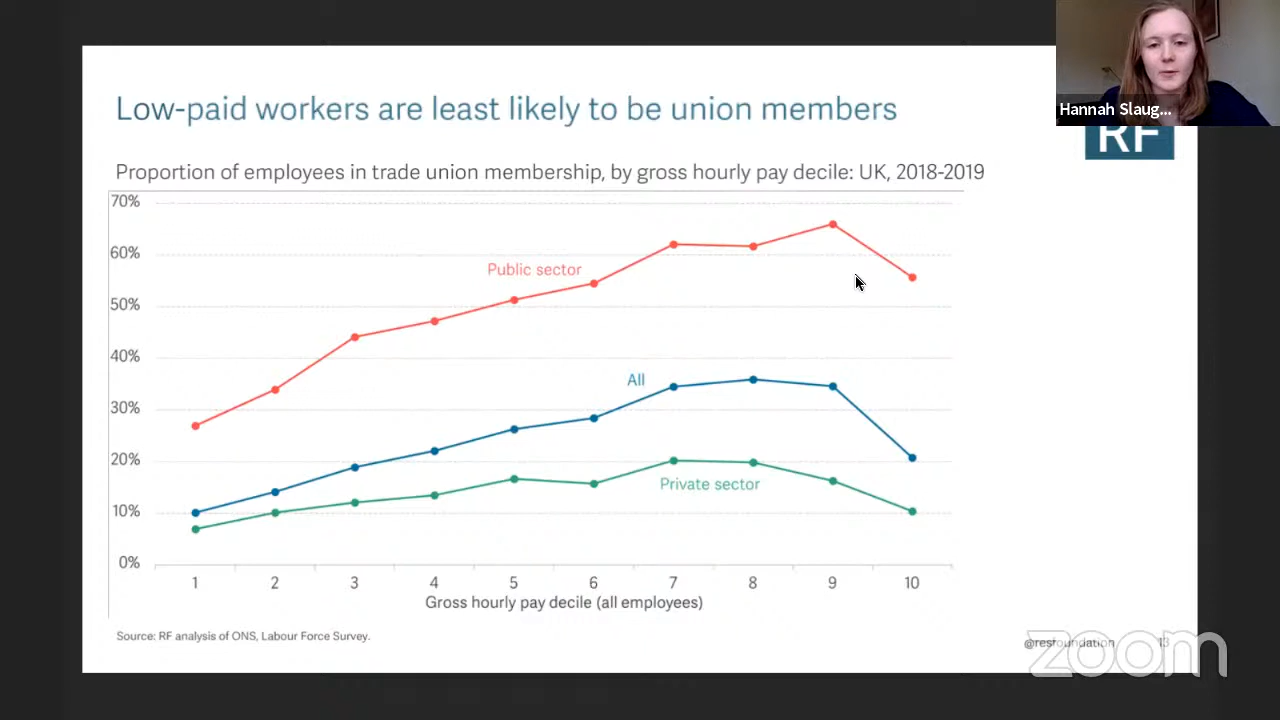 Low-paid workers are least likely to be union members
Hannah Slaug...
RF
Proportion of employees in trade union membership, by gross hourly pay decile: UK, 2018-2019
70%
60%
50%
40%
30%
20%
10%
0%
Public sector
All
Private sector
1 2 3 4 5 6 7 8 9 10
Gross hourly pay decile (all employees)
Source: RF analysis of ONS, Labour Force Survey.
@resfoundation 13
zoom